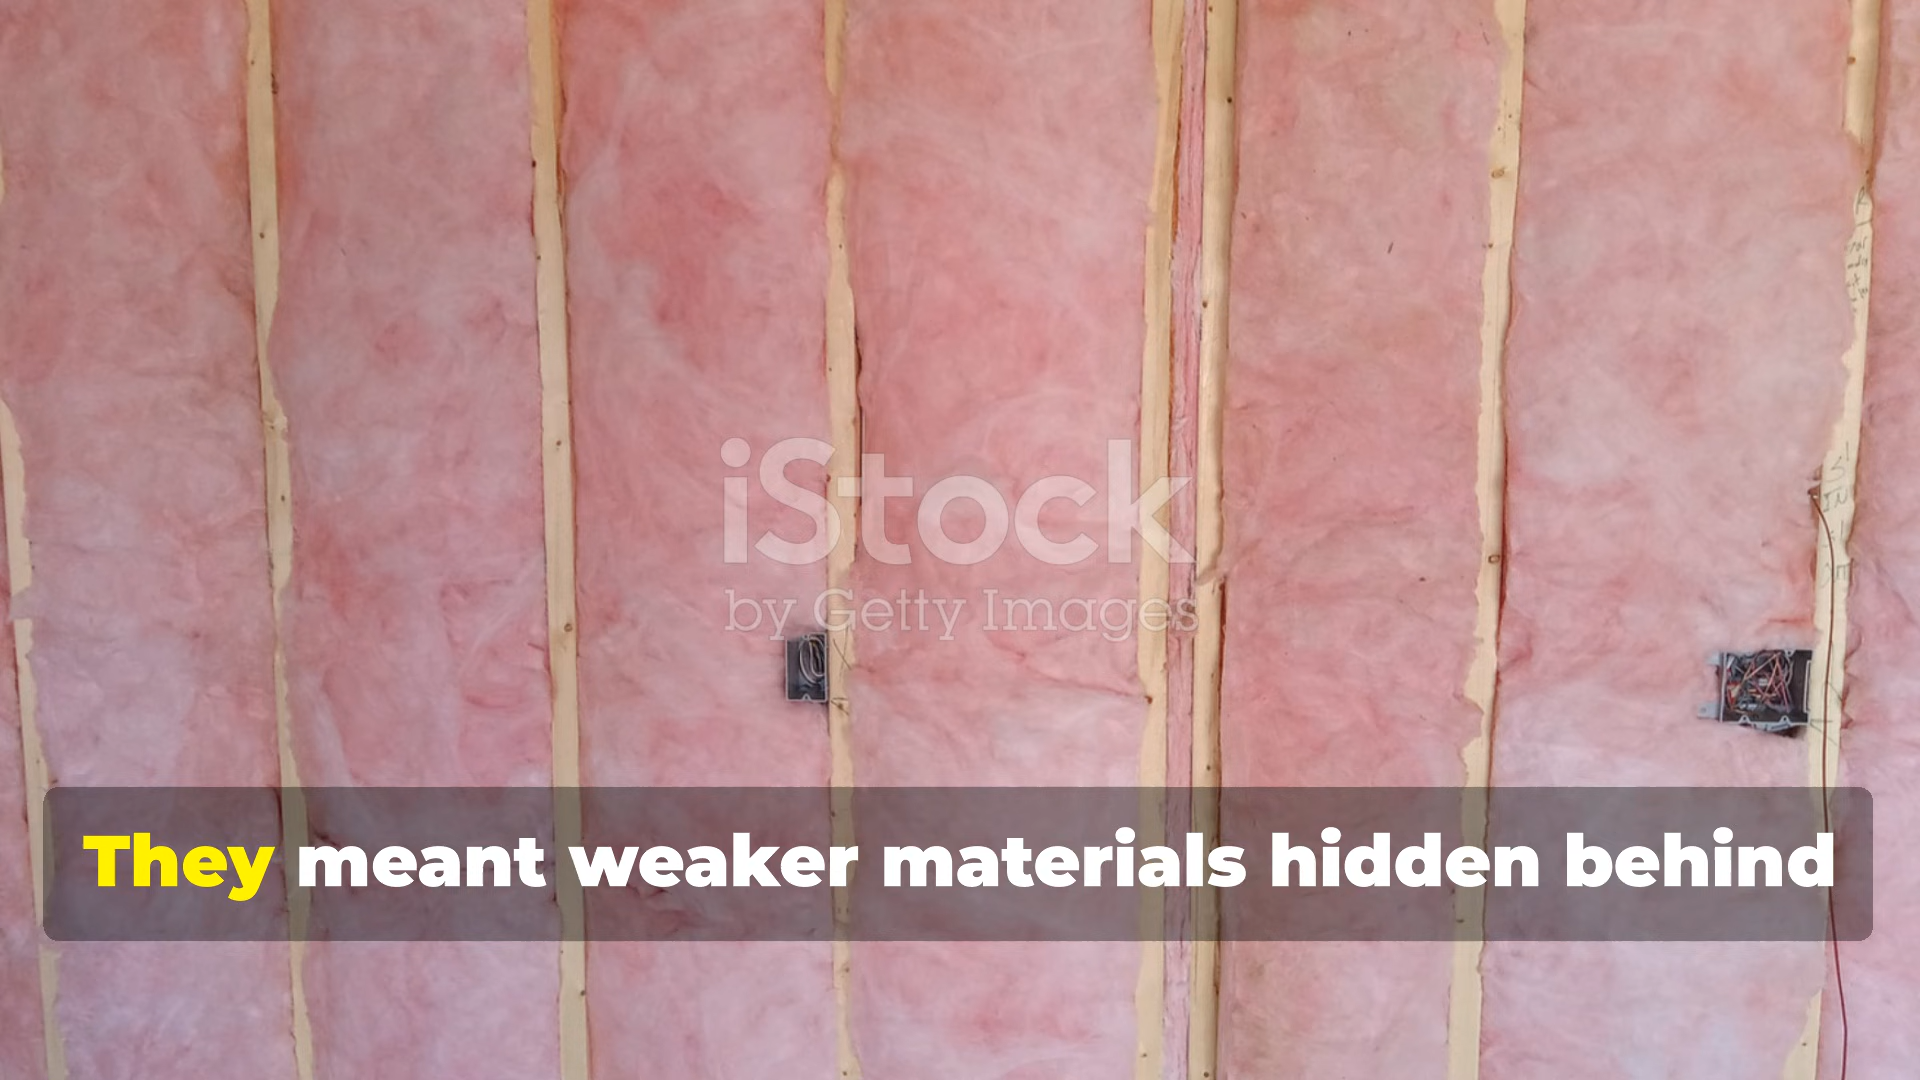 iStock
by Getty Images
They meant weaker materials hidden behind